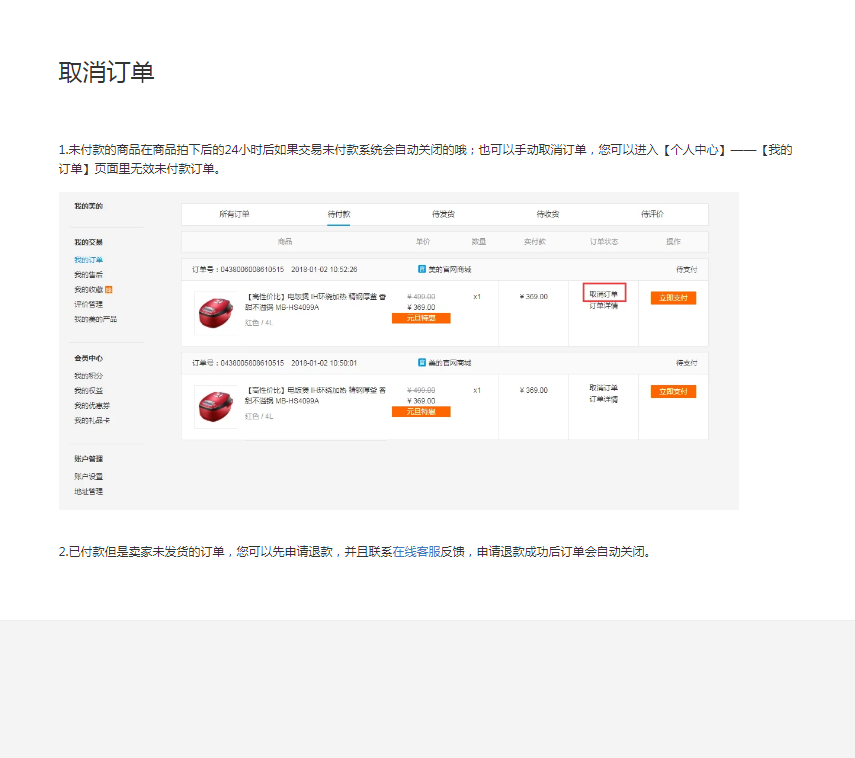 取消订单
1.未付款的商品在商品拍下后的24小时后如果交易未付款系统会自动关闭的哦；也可以手动取消订单，您可以进入【个人中心】——【我的
订单】页面里无效未付款订单。
我的美的
所有订单 待付款 待发货 待收货 待评价
我的交易
商品 单价 数量 实付款 订单状态 操作
我的订单
我的售后
我的收藏
评价管理
我的美的产品
订单号：0438006008610515 2018-01-02 10:52:26 美的官网商城 待支付
【高性价比】电饭煲 IH环绕加热 精钢厚釜 香
甜不溢锅 MB-HS4099A
红色 / 4L
¥ 499.00
¥ 369.00
元旦特惠
x1
¥ 369.00
取消订单
订单详情
立即支付
会员中心
我的积分
我的权益
我的优惠券
我的礼品卡
订单号：0438005808610515 2018-01-02 10:50:01 美的官网商城 待支付
【高性价比】电饭煲 IH环绕加热 精钢厚釜 香
甜不溢锅 MB-HS4099A
红色 / 4L
¥ 499.00
¥ 369.00
元旦特惠
x1
¥ 369.00
取消订单
订单详情
立即支付
账户管理
账户设置
地址管理
2.已付款但是卖家未发货的订单，您可以先申请退款，并且联系在线客服反馈，申请退款成功后订单会自动关闭。